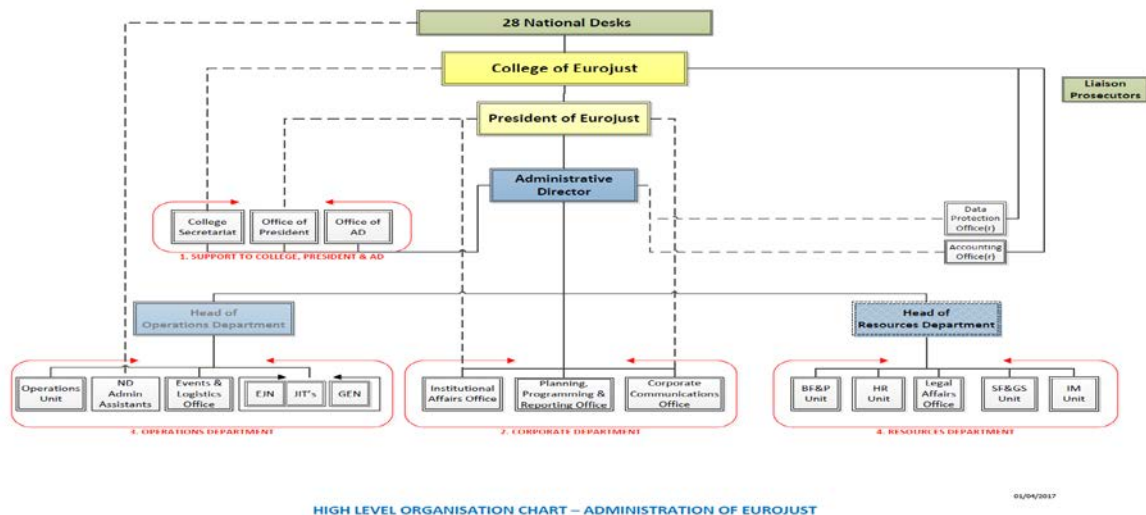 28 National Desks
College of Eurojust
Liaison
Prosecutors
President of Eurojust
Administrative
Director
College
Secretariat
Office of
President
Office of
AD
Data
Protection
Office(r)
Accounting
Office(r)
1. SUPPORT TO COLLEGE, PRESIDENT & AD
Head of
Operations Department
Head of
Resources Department
Operations
Unit
ND
Admin
Assistants
Events &
Logistics
Office
EJN
JIT's
GEN
Institutional
Affairs Office
Planning,
Programming &
Reporting Office
Corporate
Communications
Office
BF&P
Unit
HR
Unit
Legal
Affairs
Office
SF&GS
Unit
IM
Unit
3. OPERATIONS DEPARTMENT
2. CORPORATE DEPARTMENT
4. RESOURCES DEPARTMENT
01/04/2017
HIGH LEVEL ORGANISATION CHART – ADMINISTRATION OF EUROJUST